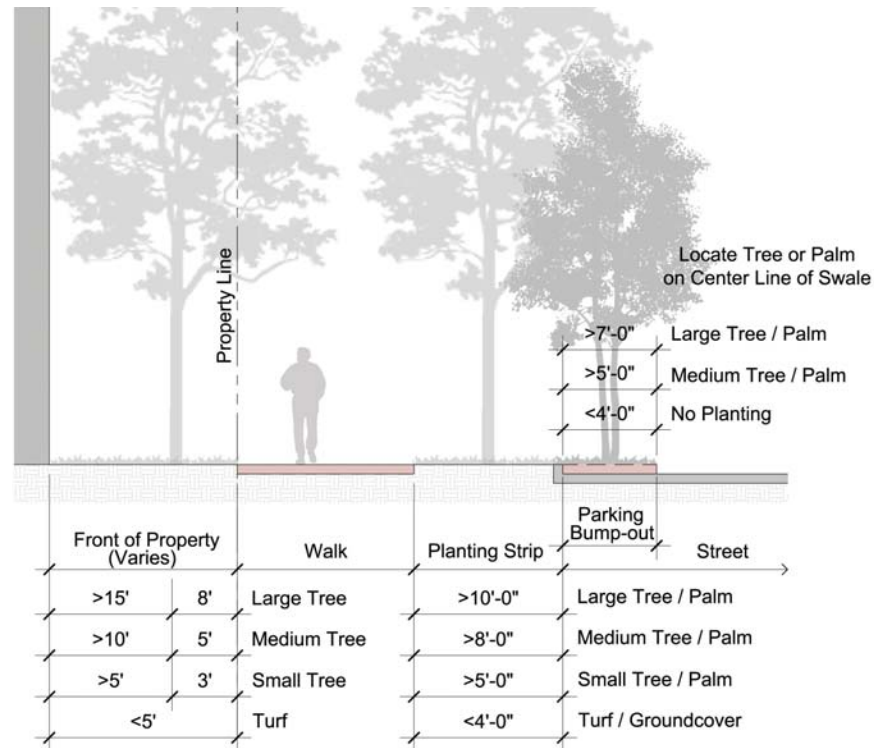 Property Line
Locate Tree or Palm
on Center Line of Swale
>7'-0" Large Tree / Palm
>5'-0" Medium Tree / Palm
<4'-0" No Planting
Front of Property
(Varies)
Walk
Planting Strip
Parking
Bump-out
Street
>15' 8' Large Tree >10'-0" Large Tree / Palm
>10' 5' Medium Tree >8'-0" Medium Tree / Palm
>5' 3' Small Tree >5'-0" Small Tree / Palm
<5' Turf <4'-0" Turf / Groundcover